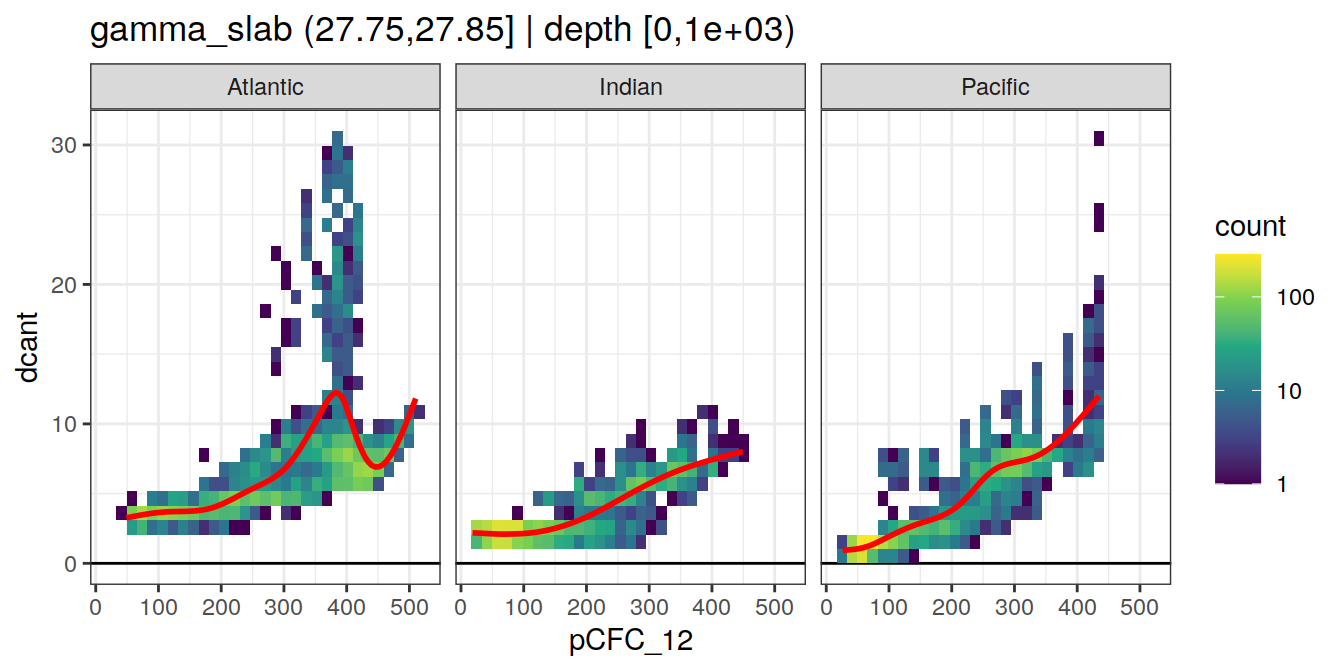 gamma_slab (27.75,27.85] | depth [0,1e+03)
Atlantic Indian Pacific
dcant
30
20
10
0
0 100 200 300 400 500 0 100 200 300 400 500 0 100 200 300 400 500
pCFC_12
count
100
10
1